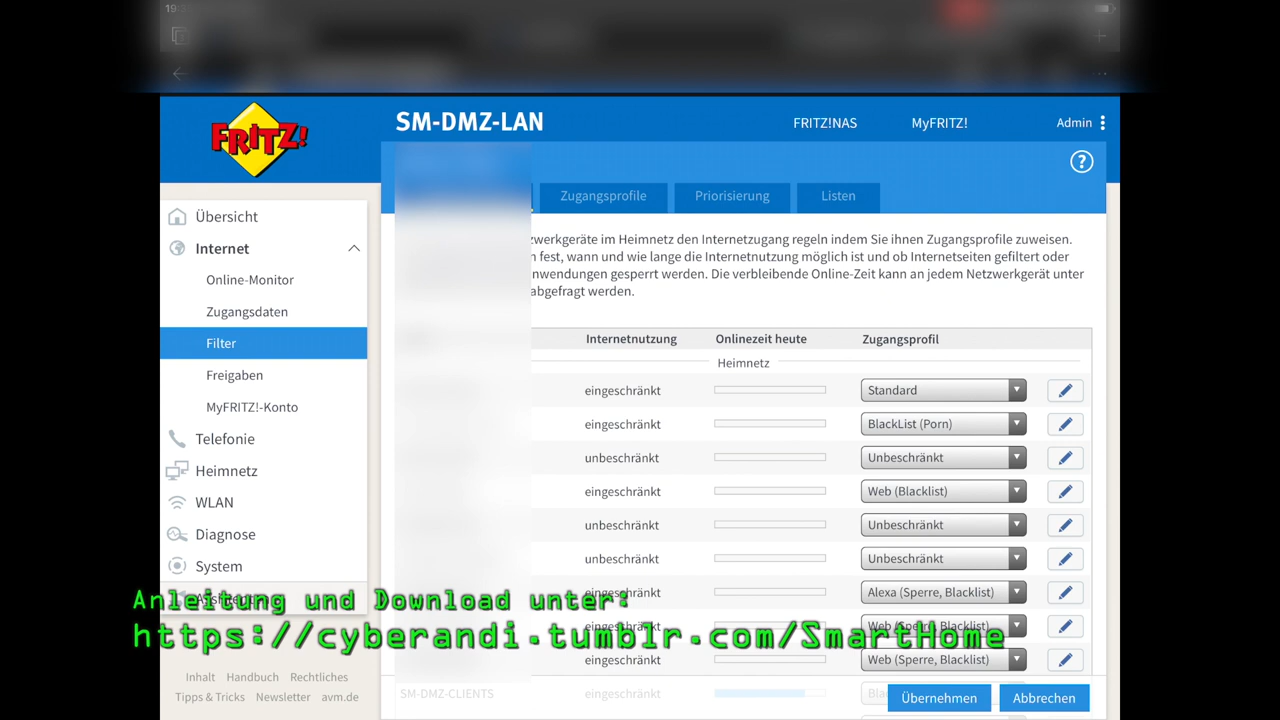 FRITZ!
SM-DMZ-LAN
FRITZ!NAS
MyFRITZ!
Admin
Zugangsprofile
Priorisierung
Listen
Übersicht
Internet
Online-Monitor
Zugangsdaten
Filter
Freigaben
MyFRITZ!-Konto
Telefonie
Heimnetz
WLAN
Diagnose
System
zwerkgeräte im Heimnetz den Internetzugang regeln indem Sie ihnen Zugangsprofile zuweisen.
fest, wann und wie lange die Internetnutzung möglich ist und ob Internetseiten gefiltert oder
nwendungen gesperrt werden. Die verbleibende Online-Zeit kann an jedem Netzwerkgerät unter
abgefragt werden.
Internetnutzung Onlinezeit heute Zugangsprofil
Heimnetz
eingeschränkt Standard
eingeschränkt BlackList (Porn)
unbeschränkt Unbeschränkt
eingeschränkt Web (Blacklist)
unbeschränkt Unbeschränkt
unbeschränkt Unbeschränkt
eingeschränkt Alexa (Sperre, Blacklist)
eingeschränkt Web (Sperre, Blacklist)
eingeschränkt Web (Sperre, Blacklist)
SM-DMZ-CLIENTS eingeschränkt
Übernehmen Abbrechen
Anleitung und Download unter:
https://cyberandi.tumblr.com/SmartHome
Inhalt Handbuch Rechtliches
Tipps & Tricks Newsletter avm.de